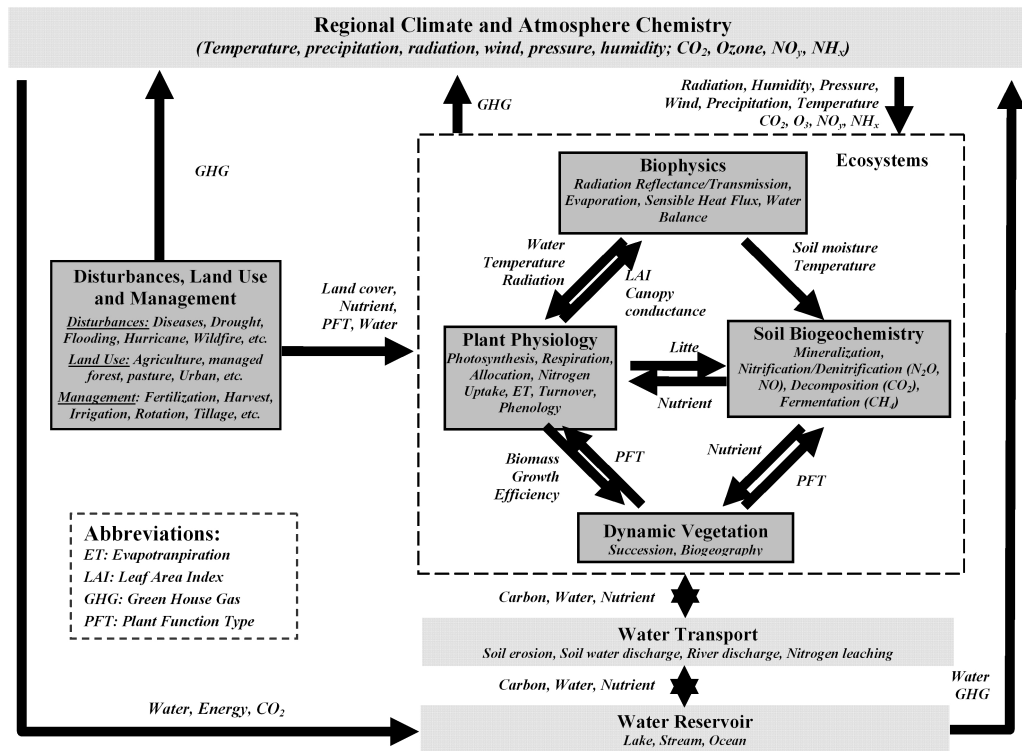 Regional Climate and Atmosphere Chemistry
(Temperature, precipitation, radiation, wind, pressure, humidity; CO₂, Ozone, NOy, NHₓ)
GHG
GHG
Radiation, Humidity, Pressure,
Wind, Precipitation, Temperature
CO₂, O₃, NOy, NHₓ
Ecosystems
Biophysics
Radiation Reflectance/Transmission,
Evaporation, Sensible Heat Flux, Water
Balance
Water
Temperature
Radiation
LAI
Canopy
conductance
Soil moisture
Temperature
Disturbances, Land Use
and Management
Disturbances: Diseases, Drought,
Flooding, Hurricane, Wildfire, etc.
Land Use: Agriculture, managed
forest, pasture, Urban, etc.
Management: Fertilization, Harvest,
Irrigation, Rotation, Tillage, etc.
Land cover,
Nutrient,
PFT, Water
Plant Physiology
Photosynthesis, Respiration,
Allocation, Nitrogen
Uptake, ET, Turnover,
Phenology
Litte
Nutrient
Soil Biogeochemistry
Mineralization,
Nitrification/Denitrification (N₂O,
NO), Decomposition (CO₂),
Fermentation (CH₄)
Biomass
Growth
Efficiency
PFT
Nutrient
PFT
Dynamic Vegetation
Succession, Biogeography
Abbreviations:
ET: Evapotranpiration
LAI: Leaf Area Index
GHG: Green House Gas
PFT: Plant Function Type
Carbon, Water, Nutrient
Water Transport
Soil erosion, Soil water discharge, River discharge, Nitrogen leaching
Carbon, Water, Nutrient
Water
GHG
Water, Energy, CO₂
Water Reservoir
Lake, Stream, Ocean